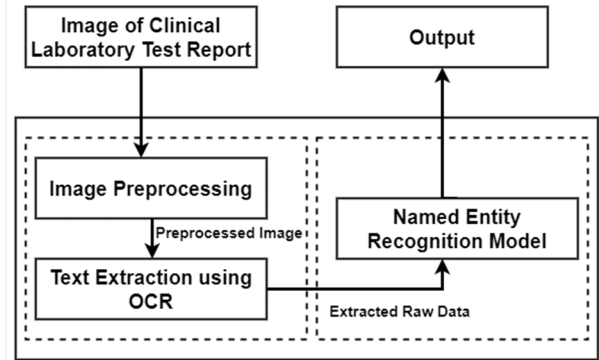 Image of Clinical
Laboratory Test Report
Output
Image Preprocessing
Preprocessed Image
Text Extraction using
OCR
Named Entity
Recognition Model
Extracted Raw Data